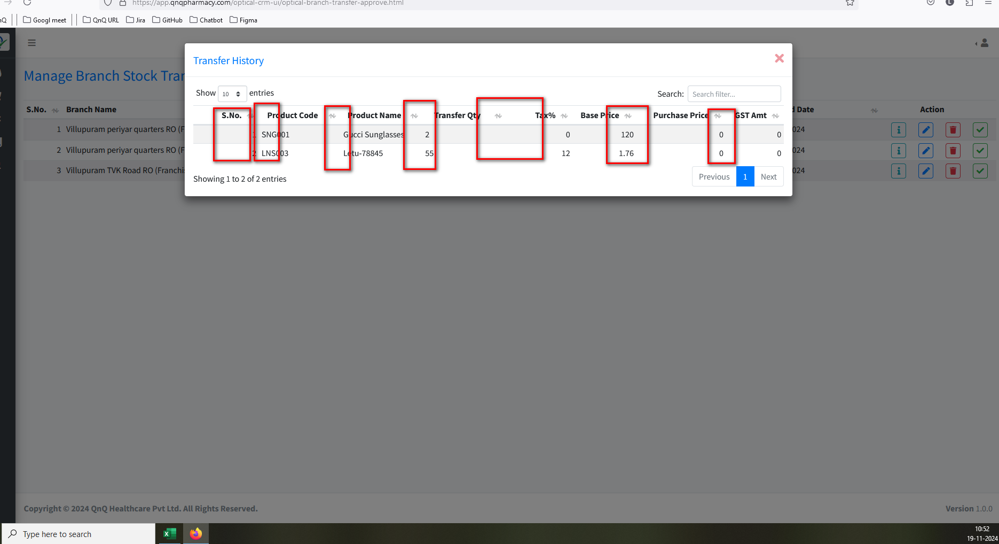 https://app.qnqpharmacy.com/optical-crm-ui/optical-branch-transfer-approve.html
Googl meet QnQ URL Jira GitHub Chatbot Figma
Transfer History
Manage Branch Stock
Show 10 entries Search: Search filter...
S.No. Branch Name Date Action
S.No. Product Code Product Name Transfer Qty Tax% Base Price Purchase Price GST Amt
1 Villupuram periyar quarters RO 024
1 SNG001 Gucci Sunglasses 2 0 120 0 0
2 Villupuram periyar quarters RO 024
2 LNS003 Letu-78845 55 12 1.76 0 0
3 Villupuram TVK Road RO (Franchi 024
Showing 1 to 2 of 2 entries Previous 1 Next
Copyright © 2024 QnQ Healthcare Pvt Ltd. All Rights Reserved. Version 1.0.0
Type here to search
10:52
19-11-2024